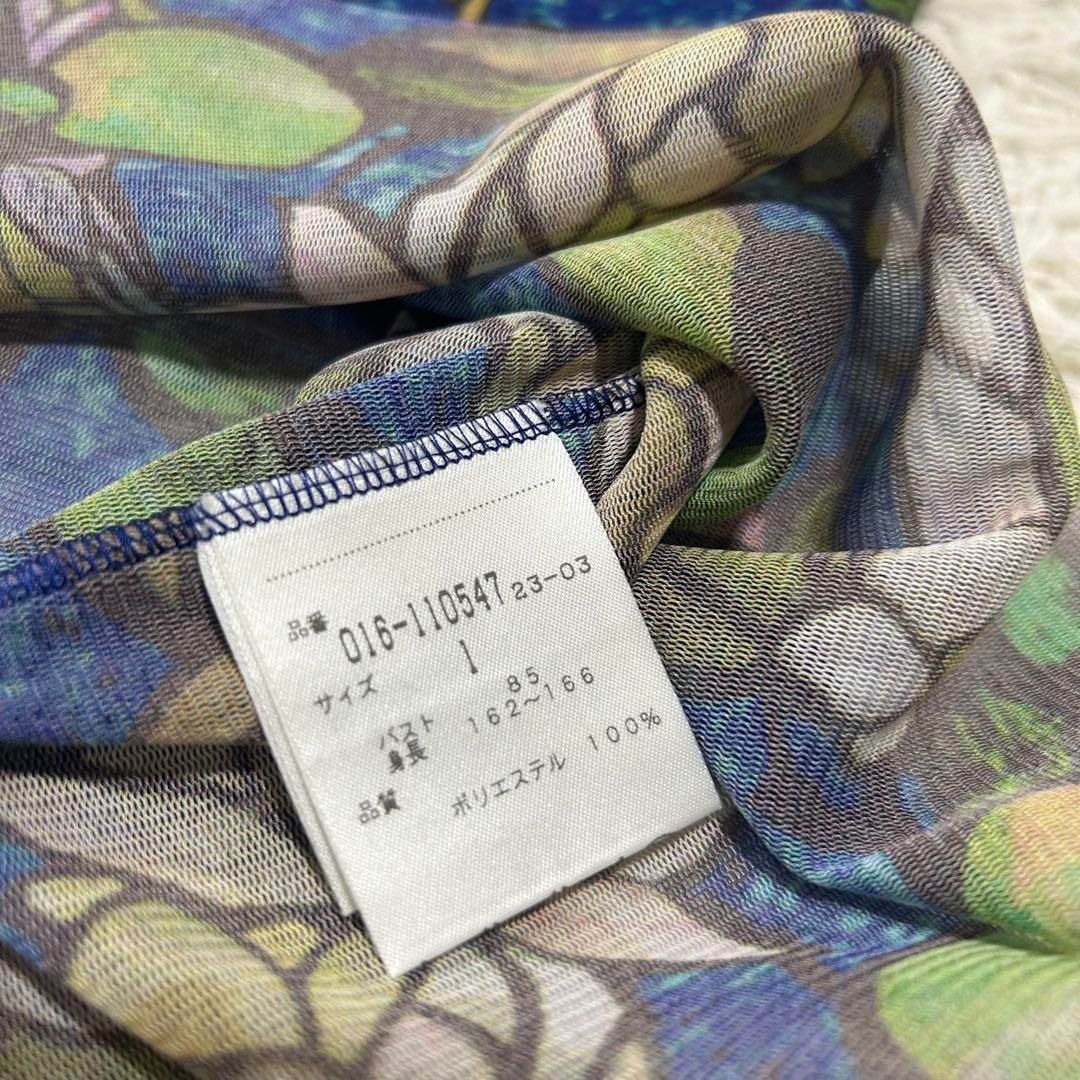 品番 016-110547 23-03
サイズ 1
バスト 85
身長 162～166
品質 ポリエステル 100%